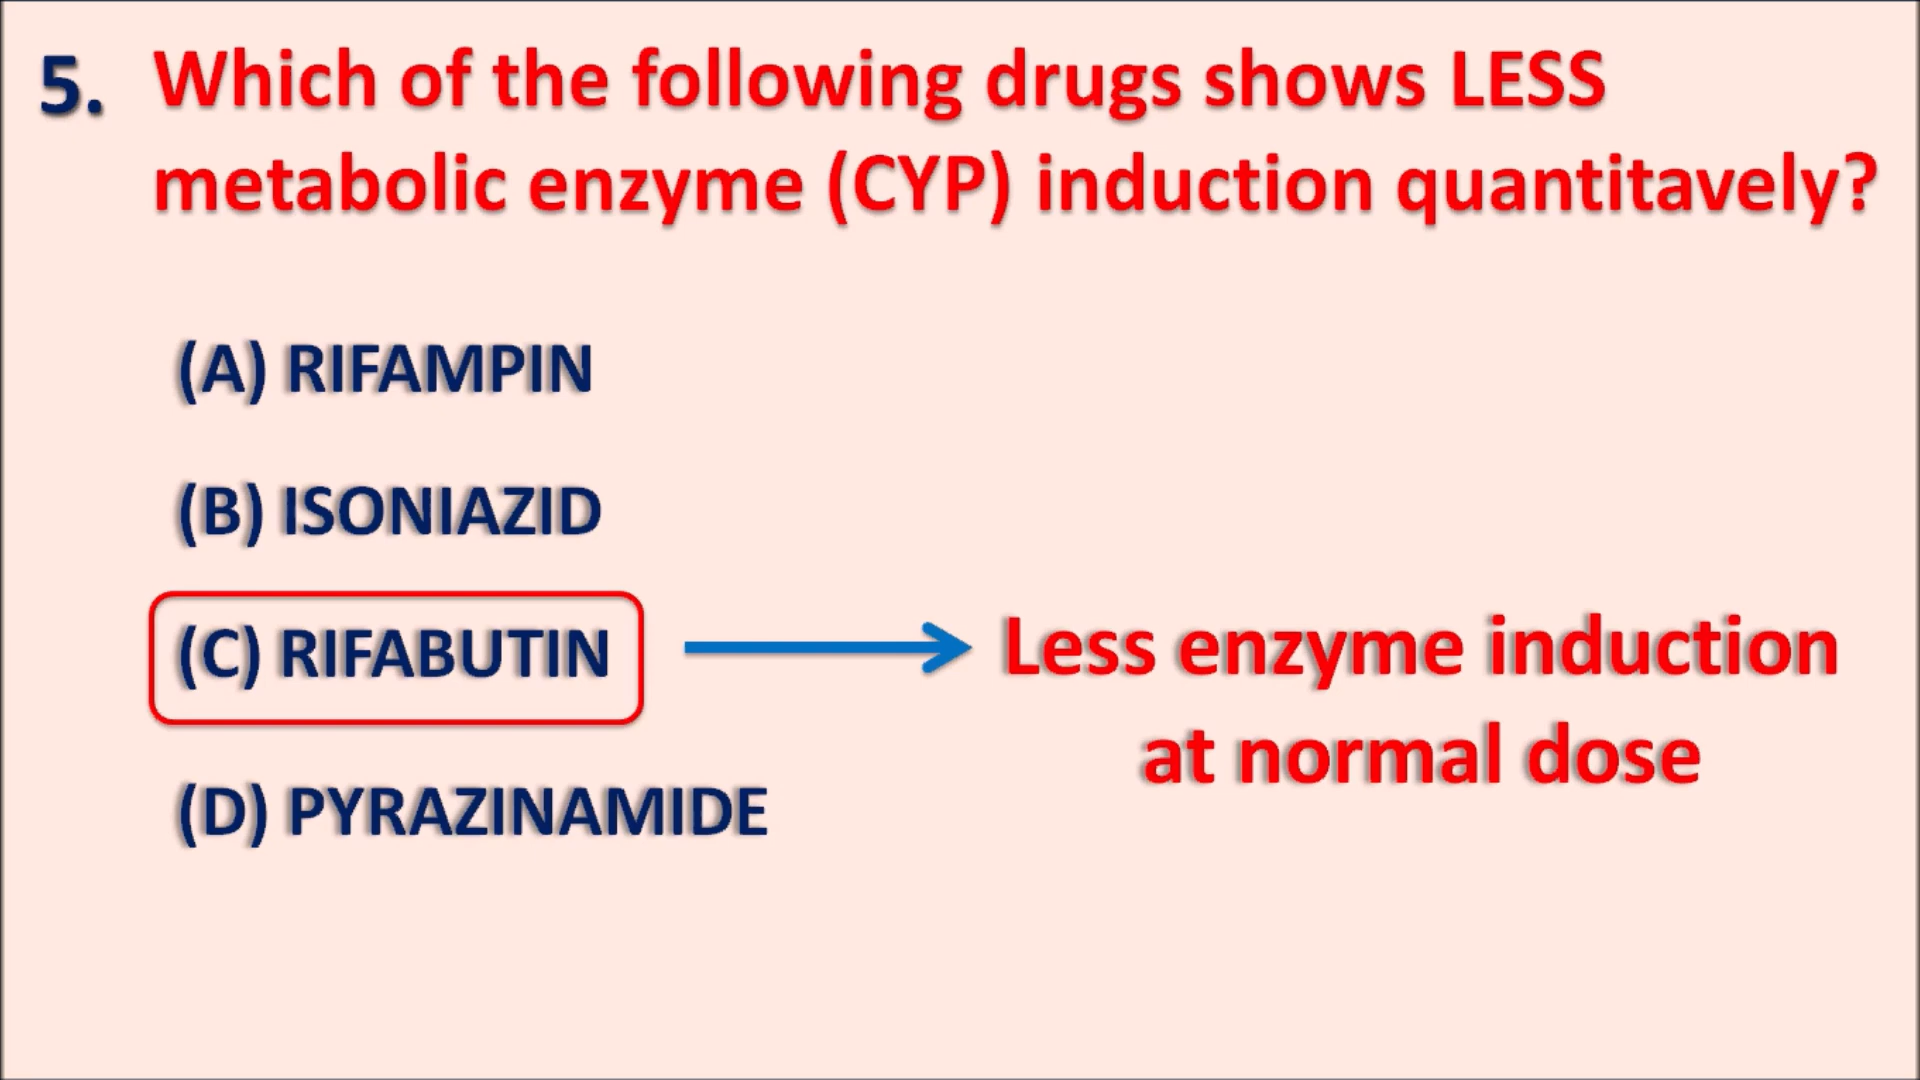 5. Which of the following drugs shows LESS
metabolic enzyme (CYP) induction quantitavely?
(A) RIFAMPIN
(B) ISONIAZID
(C) RIFABUTIN
Less enzyme induction
at normal dose
(D) PYRAZINAMIDE